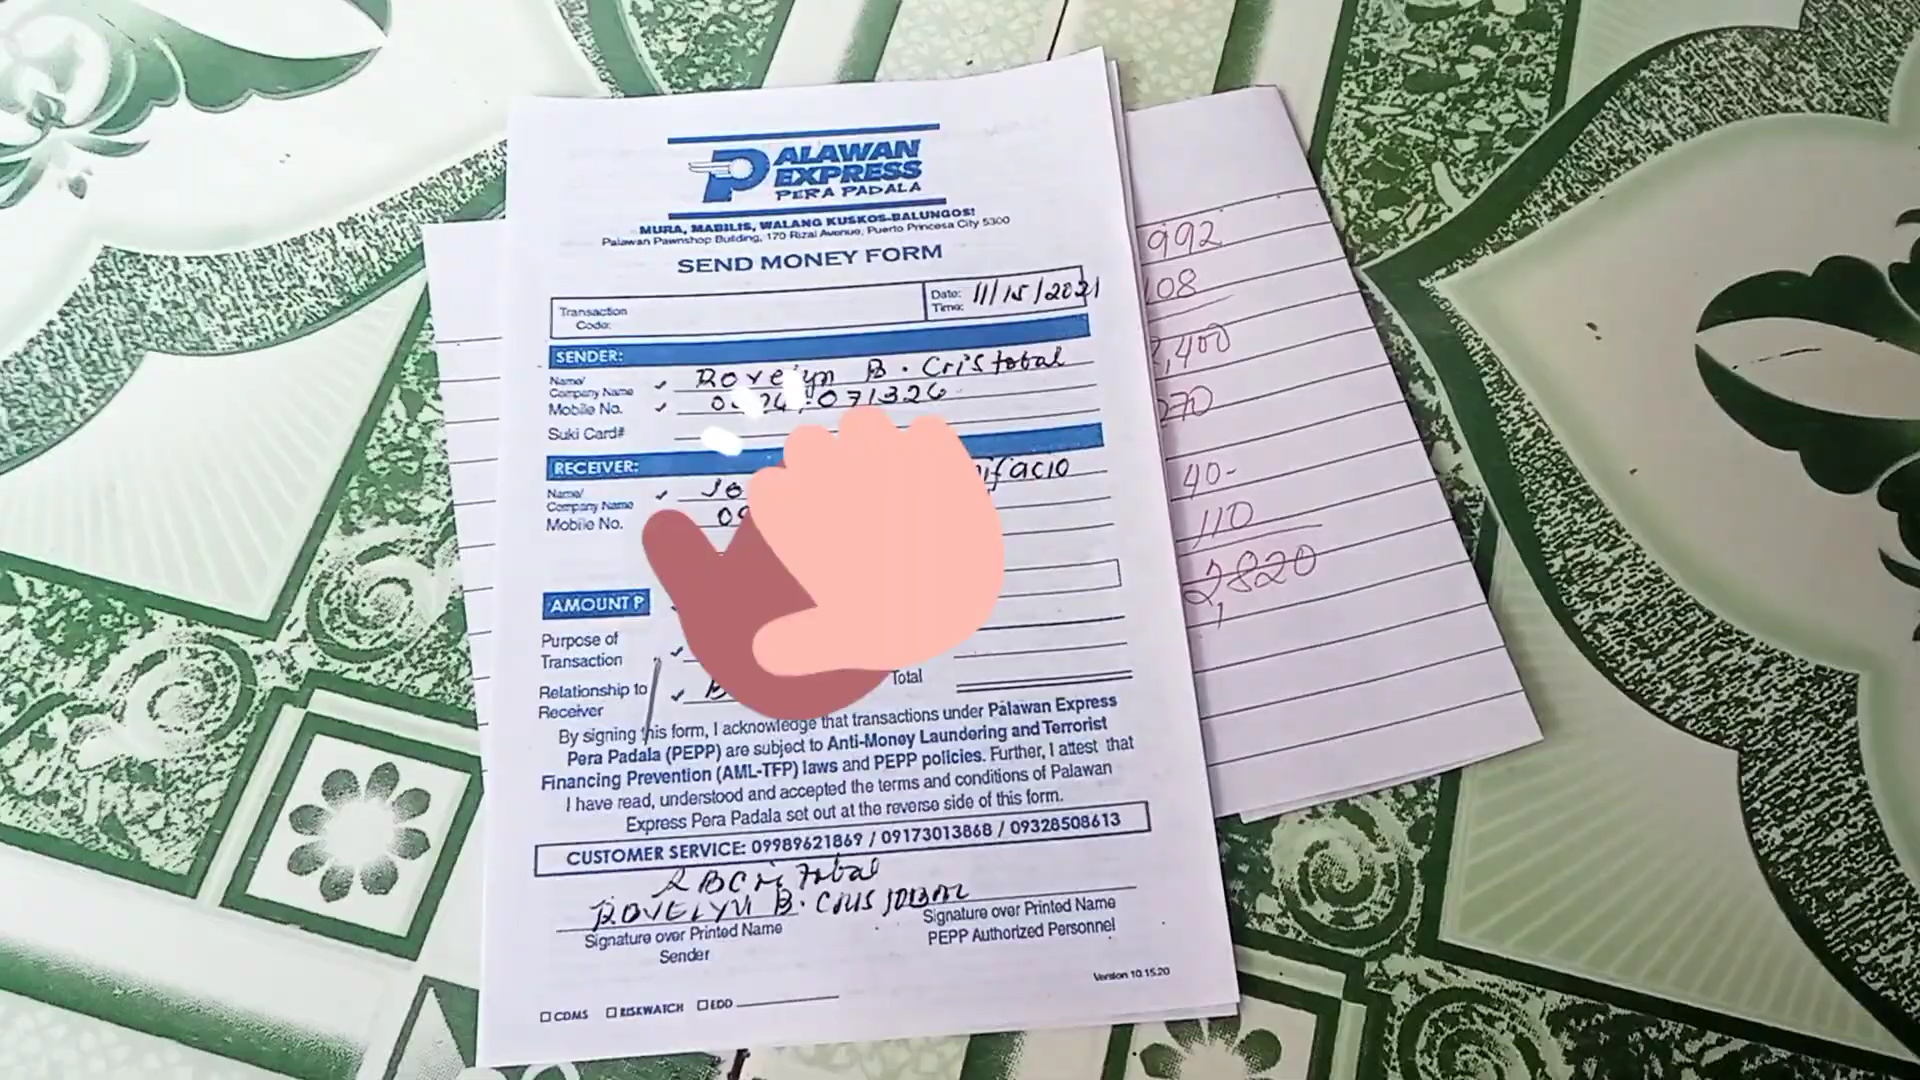 PALAWAN
EXPRESS
PERA PADALA
MURA, MABILIS, WALANG KUSKOS-BALUNGOS!
Palawan Pawnshop Building, 170 Rizal Avenue, Puerto Princesa City 5300
SEND MONEY FORM
Transaction
Code:
Date: 11/15/2021
Time:
SENDER:
Name/
Company Name Rovelyn B. Cristobal
Mobile No. 071326
Suki Card#
RECEIVER:
Name/
Company Name
Mobile No. 09
AMOUNT P
Purpose of
Transaction
Relationship to
Receiver
Total
By signing this form, I acknowledge that transactions under Palawan Express
Pera Padala (PEPP) are subject to Anti-Money Laundering and Terrorist
Financing Prevention (AML-TFP) laws and PEPP policies. Further, I attest that
I have read, understood and accepted the terms and conditions of Palawan
Express Pera Padala set out at the reverse side of this form.
CUSTOMER SERVICE: 09989621869 / 09173013868 / 09328508613
RBCristobal
ROVELYN B. CRISTOBAL
Signature over Printed Name
Sender
Signature over Printed Name
PEPP Authorized Personnel
Version 10.15.20
CDMS RISKWATCH EDD
992
108
2,400
270
40-
110
2,820